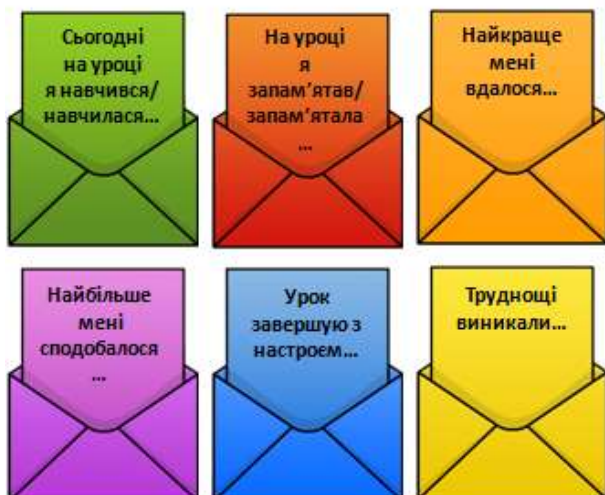 Сьогодні
на уроці
я навчився/
навчилася...
На уроці
я
запам’ятав/
запам’ятала
...
Найкраще
мені
вдалося...
Найбільше
мені
сподобалося
...
Урок
завершую з
настроєм...
Труднощі
виникали...